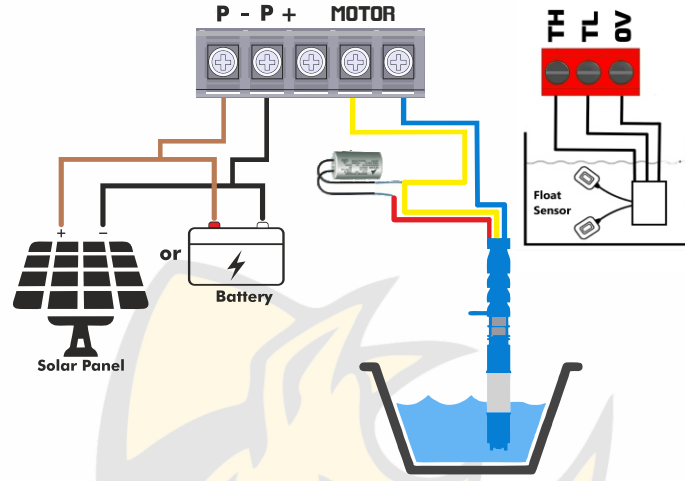 P - P + MOTOR
TH TL 0V
Float
Sensor
+ −
or
Battery
Solar Panel